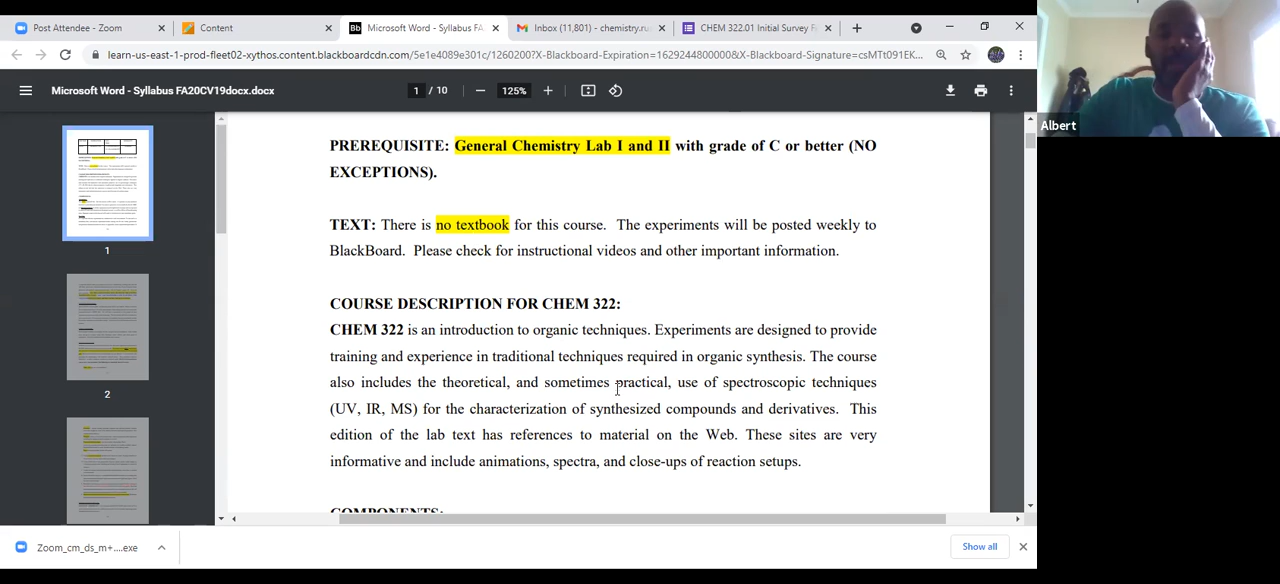 Post Attendee - Zoom
Content
Microsoft Word - Syllabus FA
Inbox (11,801) - chemistry.ru
CHEM 322.01 Initial Survey F
learn-us-east-1-prod-fleet02-xythos.content.blackboardcdn.com/5e1e4089e301c/1260200?X-Blackboard-Expiration=1629244800000&X-Blackboard-Signature=csMT091EK...
Microsoft Word - Syllabus FA20CV19docx.docx
1 / 10
125%
Albert
PREREQUISITE: General Chemistry Lab I and II with grade of C or better (NO
EXCEPTIONS).
TEXT: There is no textbook for this course. The experiments will be posted weekly to
BlackBoard. Please check for instructional videos and other important information.
COURSE DESCRIPTION FOR CHEM 322:
CHEM 322 is an introduction to organic techniques. Experiments are designed to provide
training and experience in traditional techniques required in organic synthesis. The course
also includes the theoretical, and sometimes practical, use of spectroscopic techniques
(UV, IR, MS) for the characterization of synthesized compounds and derivatives. This
edition of the lab text has references to material on the Web. These sites are very
informative and include animations, spectra, and close-ups of reaction setups.
COMPONENTS:
1
2
Zoom_cm_ds_m+....exe
Show all